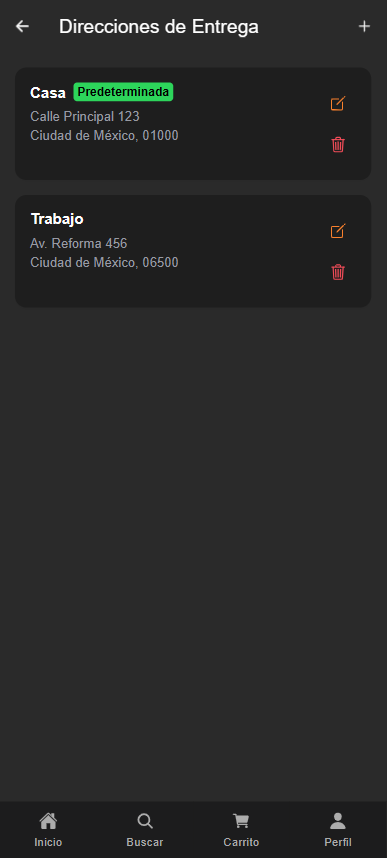 Direcciones de Entrega
Casa Predeterminada
Calle Principal 123
Ciudad de México, 01000
Trabajo
Av. Reforma 456
Ciudad de México, 06500
Inicio Buscar Carrito Perfil